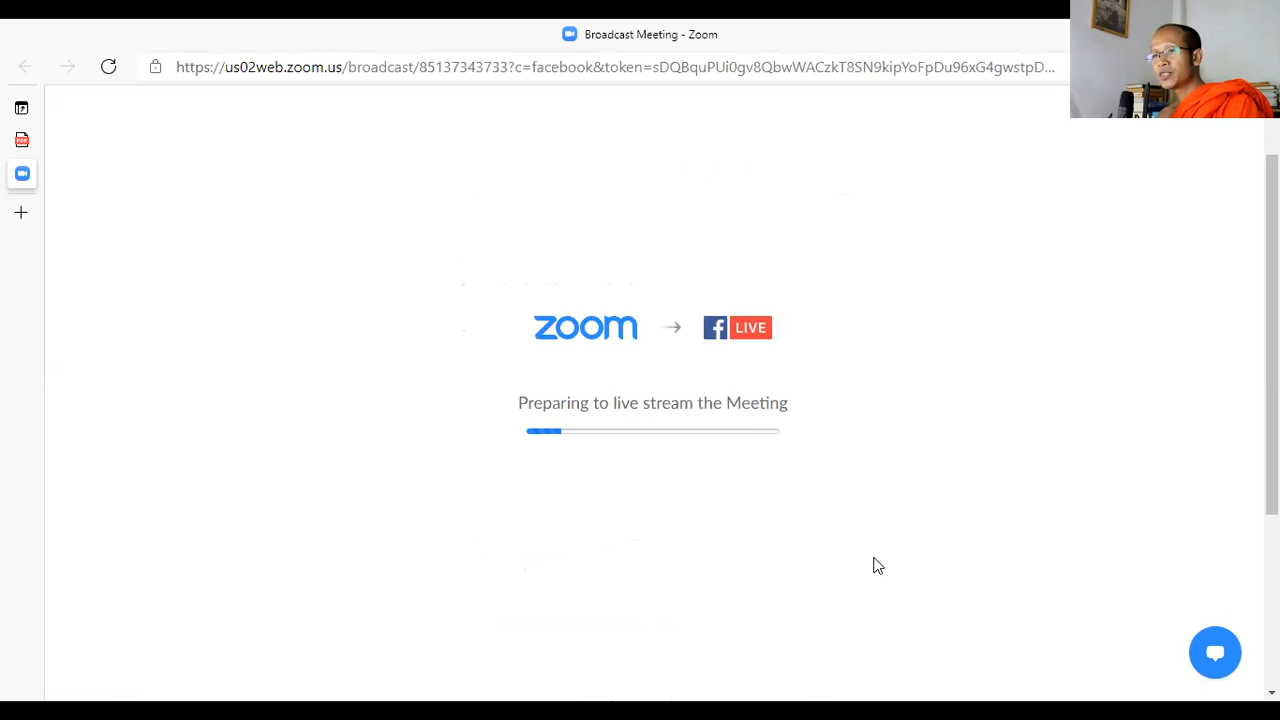 Broadcast Meeting - Zoom
https://us02web.zoom.us/broadcast/85137343733?c=facebook&token=sDQBquPUi0gv8QbwWACzkT8SN9kipYoFpDu96xG4gwstpD...
PDF
zoom → f LIVE
Preparing to live stream the Meeting